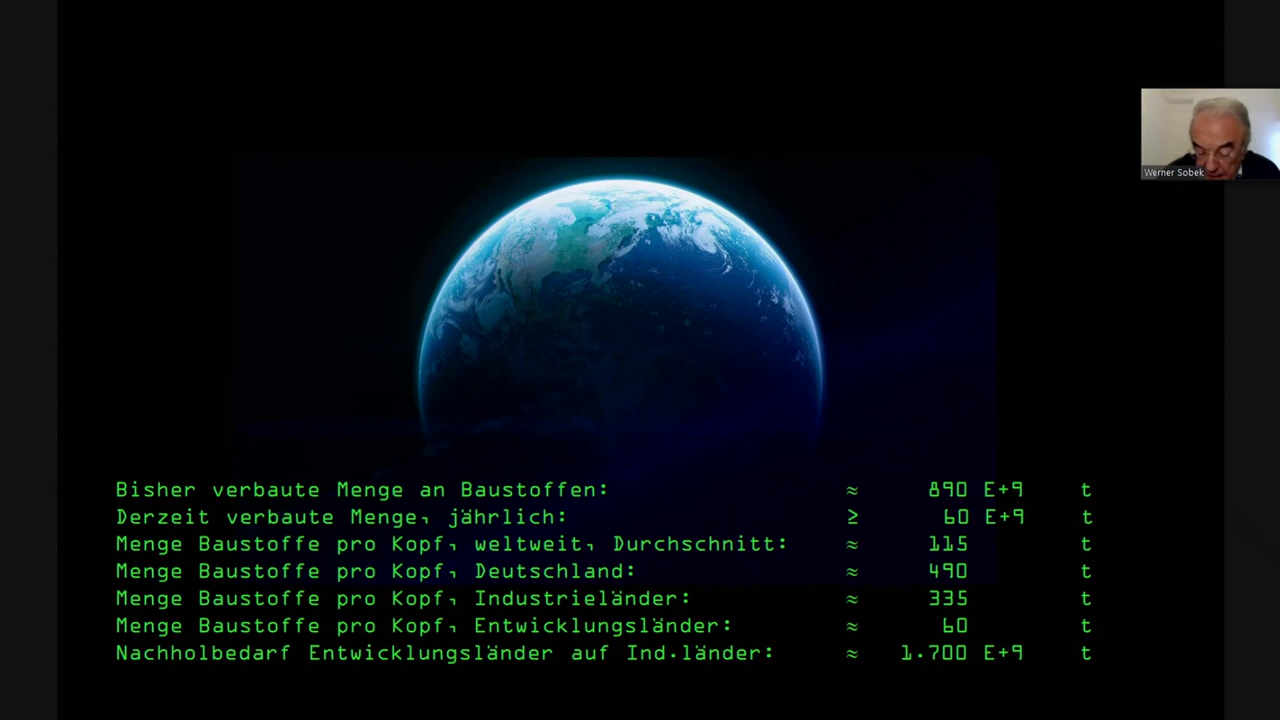 Werner Sobek
Bisher verbaute Menge an Baustoffen: ≈ 890 E+9 t
Derzeit verbaute Menge, jährlich: ≥ 60 E+9 t
Menge Baustoffe pro Kopf, weltweit, Durchschnitt: ≈ 115 t
Menge Baustoffe pro Kopf, Deutschland: ≈ 490 t
Menge Baustoffe pro Kopf, Industrieländer: ≈ 335 t
Menge Baustoffe pro Kopf, Entwicklungsländer: ≈ 60 t
Nachholbedarf Entwicklungsländer auf Ind.länder: ≈ 1.700 E+9 t